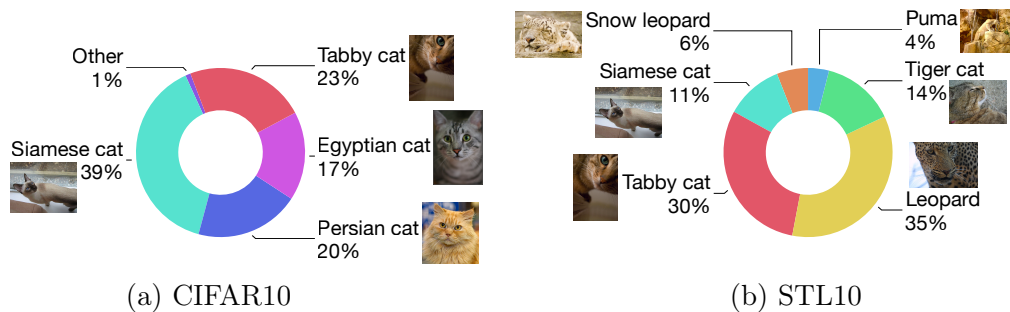 Other
1%
Tabby cat
23%
Siamese cat
39%
Egyptian cat
17%
Persian cat
20%
(a) CIFAR10
Snow leopard
6%
Puma
4%
Siamese cat
11%
Tiger cat
14%
Tabby cat
30%
Leopard
35%
(b) STL10